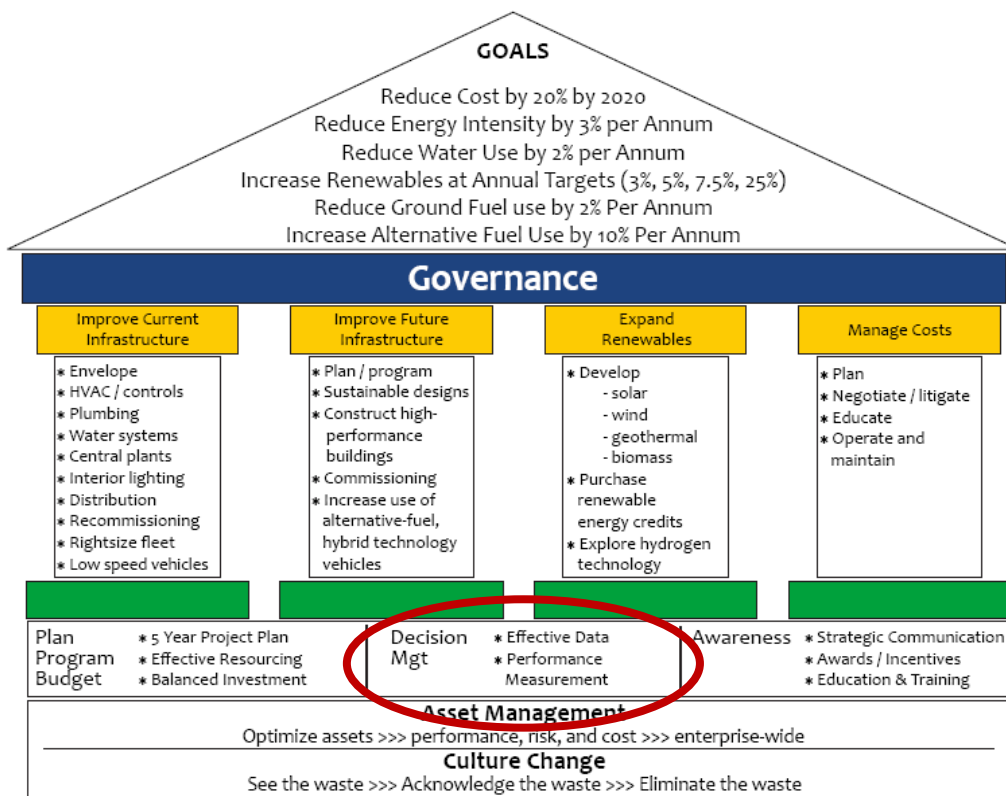 GOALS
Reduce Cost by 20% by 2020
Reduce Energy Intensity by 3% per Annum
Reduce Water Use by 2% per Annum
Increase Renewables at Annual Targets (3%, 5%, 7.5%, 25%)
Reduce Ground Fuel use by 2% Per Annum
Increase Alternative Fuel Use by 10% Per Annum
Governance
Improve Current
Infrastructure
* Envelope
* HVAC / controls
* Plumbing
* Water systems
* Central plants
* Interior lighting
* Distribution
* Recommissioning
* Rightsize fleet
* Low speed vehicles
Improve Future
Infrastructure
* Plan / program
* Sustainable designs
* Construct high-
performance
buildings
* Commissioning
* Increase use of
alternative-fuel,
hybrid technology
vehicles
Expand
Renewables
* Develop
- solar
- wind
- geothermal
- biomass
* Purchase
renewable
energy credits
* Explore hydrogen
technology
Manage Costs
* Plan
* Negotiate / litigate
* Educate
* Operate and
maintain
Plan
Program
Budget
* 5 Year Project Plan
* Effective Resourcing
* Balanced Investment
Decision
Mgt
* Effective Data
* Performance
Measurement
Awareness
* Strategic Communication
* Awards / Incentives
* Education & Training
Asset Management
Optimize assets >>> performance, risk, and cost >>> enterprise-wide
Culture Change
See the waste >>> Acknowledge the waste >>> Eliminate the waste